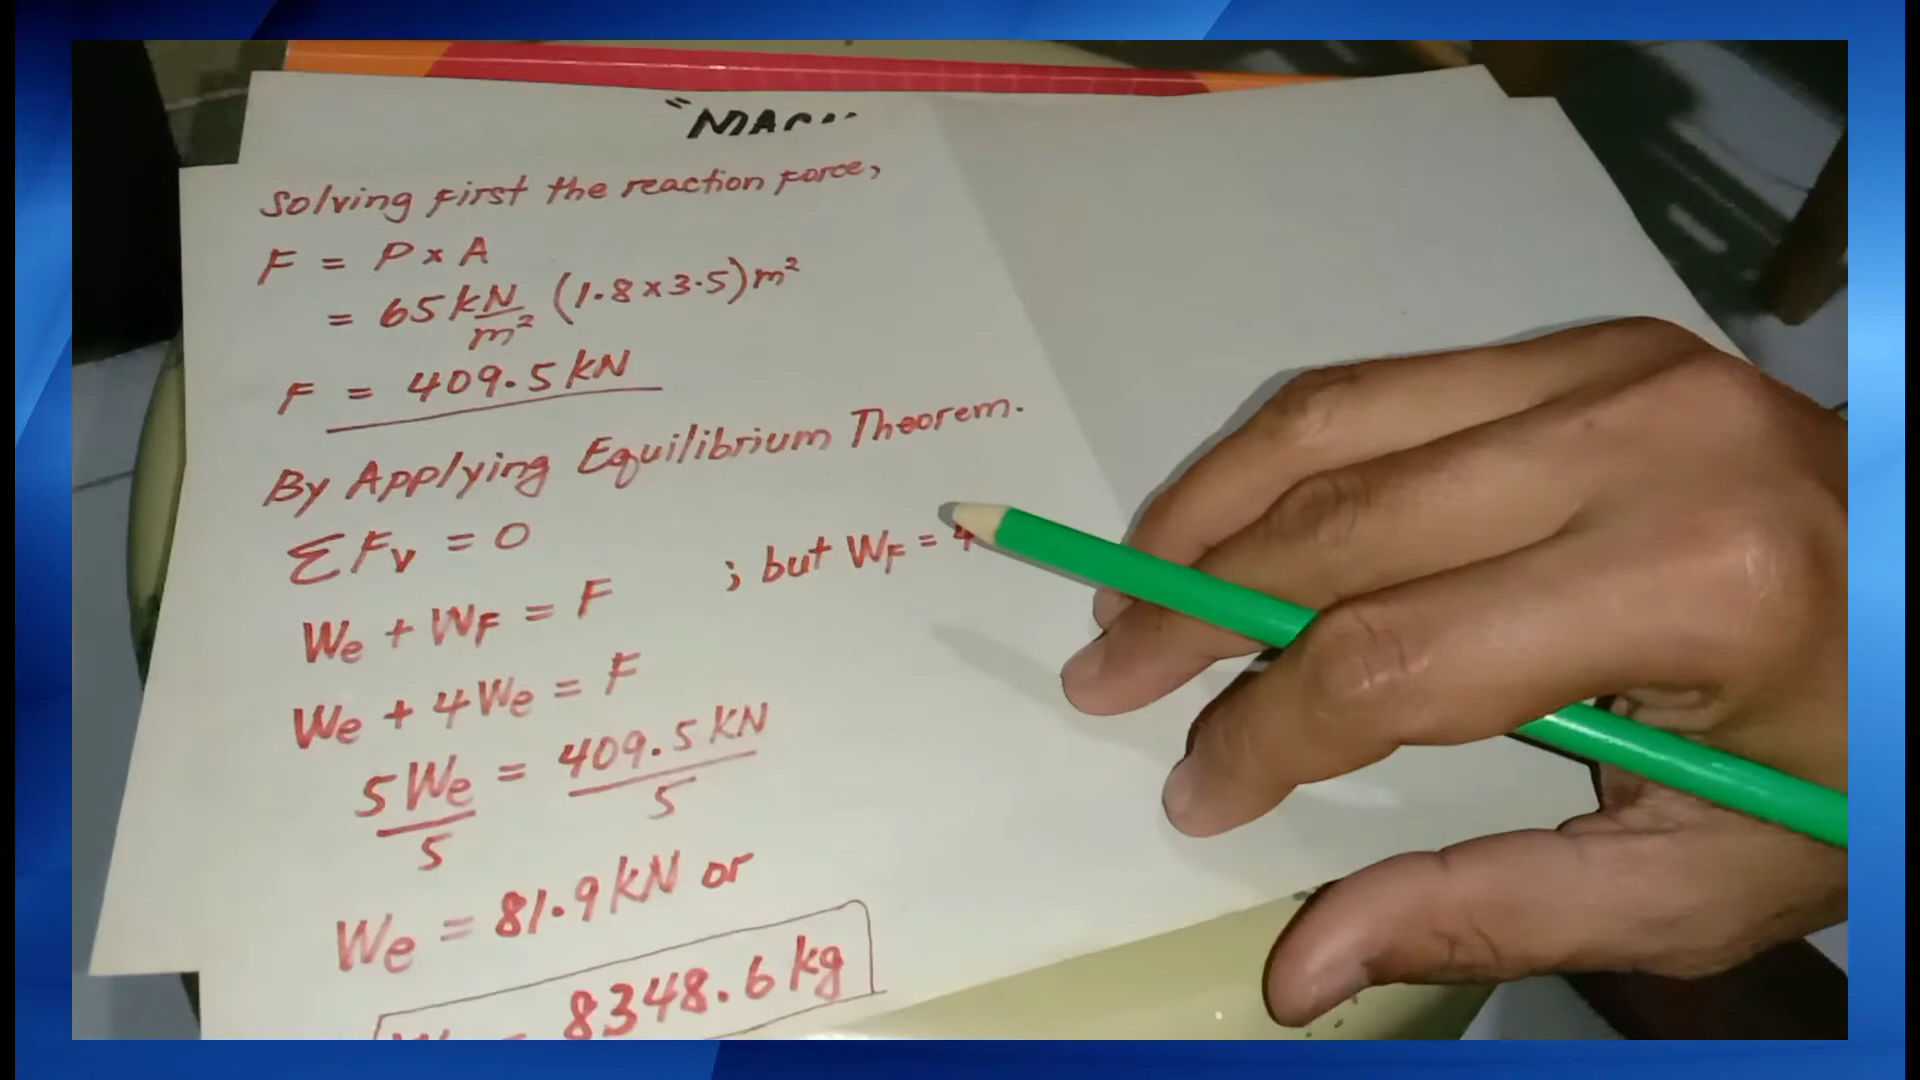 Solving first the reaction force,
F = P x A
= 65 kN/m² (1.8 x 3.5) m²
F = 409.5 kN
By Applying Equilibrium Theorem.
ΣFv = 0
We + WF = F ; but WF = 4
We + 4We = F
5We/5 = 409.5 KN/5
We = 81.9 kN or
= 8348.6 kg